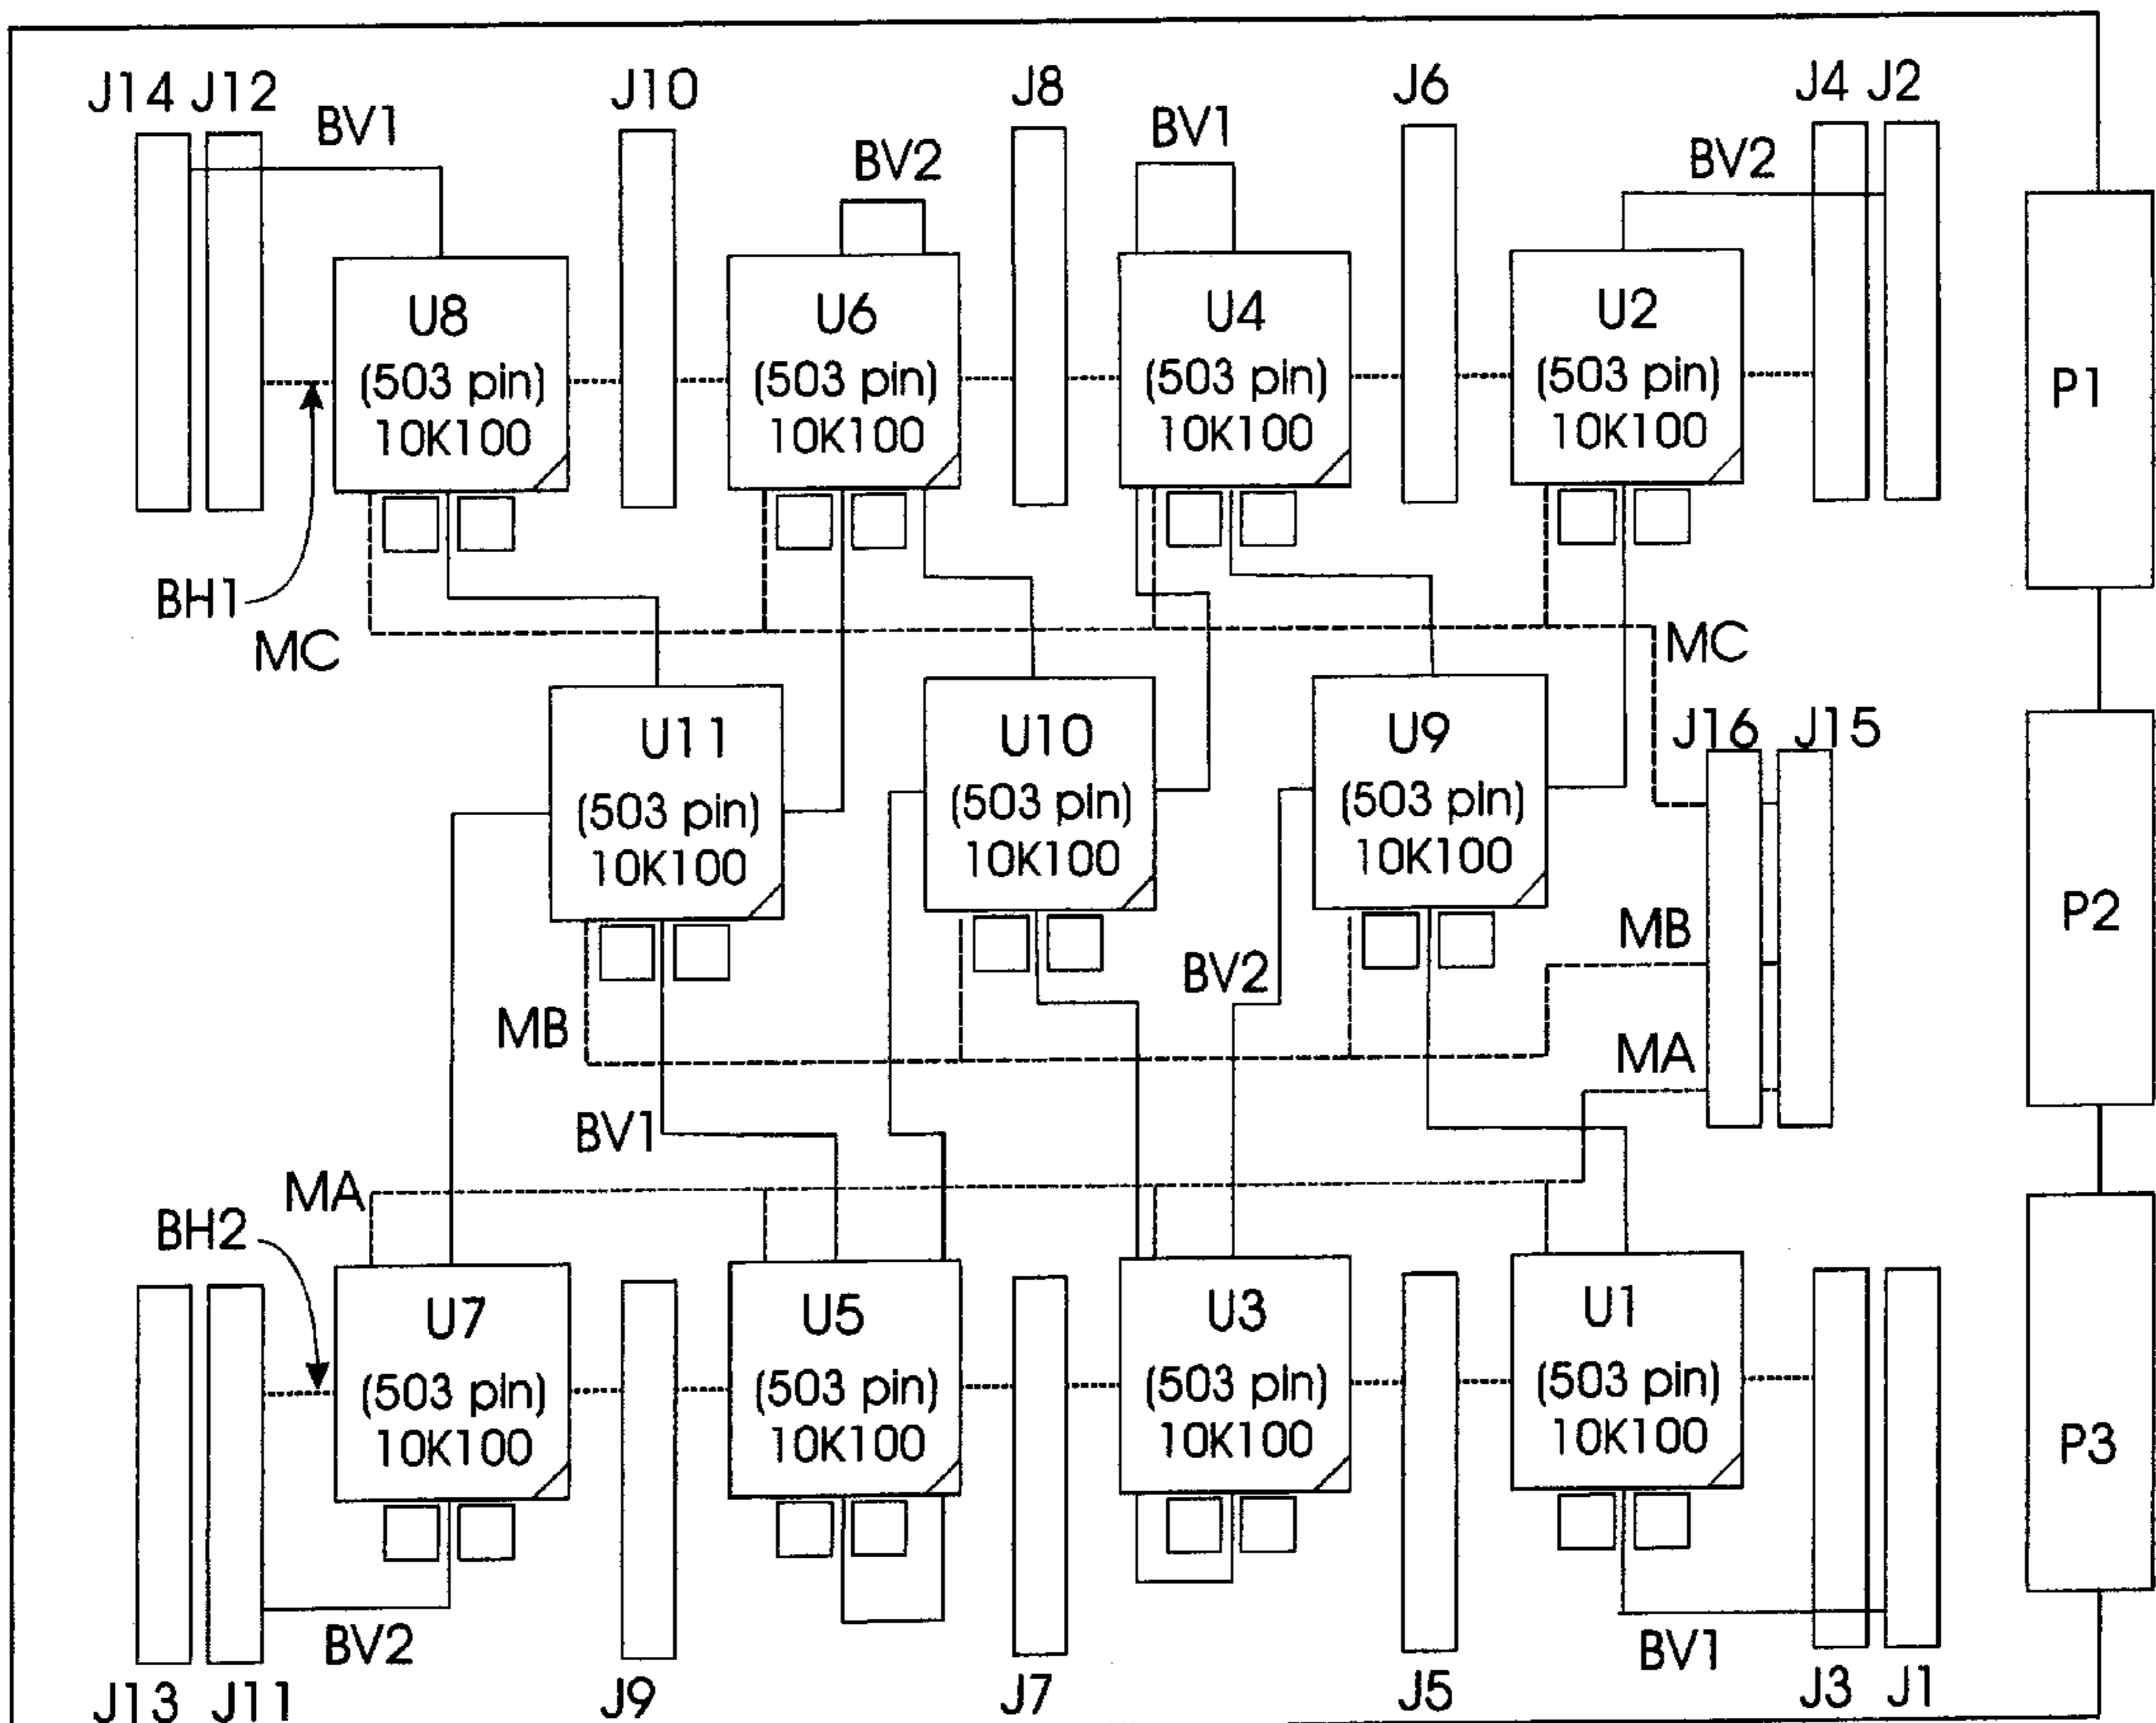 J14 J12 J10 J8 J6 J4 J2
BV1 BV2 BV1 BV2
U8
(503 pin)
10K100
U6
(503 pin)
10K100
U4
(503 pin)
10K100
U2
(503 pin)
10K100
P1
BH1
MC
MC
U11
(503 pin)
10K100
U10
(503 pin)
10K100
U9
(503 pin)
10K100
J16 J15
P2
MB
BV2
MB
MA
BV1
MA
BH2
U7
(503 pin)
10K100
U5
(503 pin)
10K100
U3
(503 pin)
10K100
U1
(503 pin)
10K100
P3
BV2
BV1
J13 J11 J9 J7 J5 J3 J1